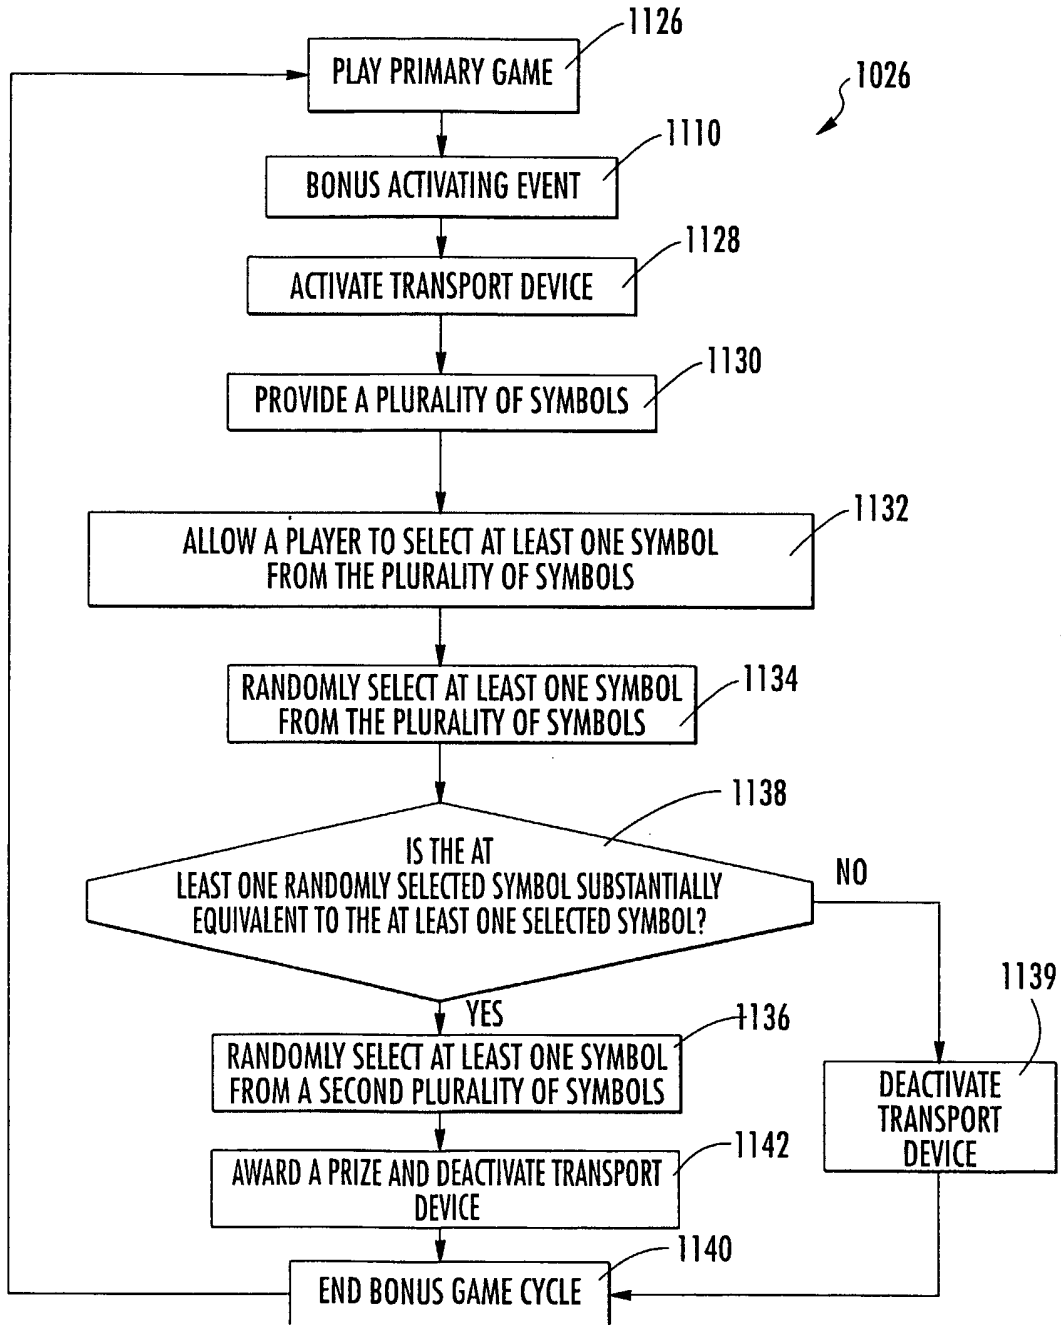 1126
PLAY PRIMARY GAME
1026
1110
BONUS ACTIVATING EVENT
1128
ACTIVATE TRANSPORT DEVICE
1130
PROVIDE A PLURALITY OF SYMBOLS
1132
ALLOW A PLAYER TO SELECT AT LEAST ONE SYMBOL
FROM THE PLURALITY OF SYMBOLS
1134
RANDOMLY SELECT AT LEAST ONE SYMBOL
FROM THE PLURALITY OF SYMBOLS
1138
IS THE AT
LEAST ONE RANDOMLY SELECTED SYMBOL SUBSTANTIALLY
EQUIVALENT TO THE AT LEAST ONE SELECTED SYMBOL?
NO
YES
1139
DEACTIVATE
TRANSPORT
DEVICE
1136
RANDOMLY SELECT AT LEAST ONE SYMBOL
FROM A SECOND PLURALITY OF SYMBOLS
1142
AWARD A PRIZE AND DEACTIVATE TRANSPORT
DEVICE
1140
END BONUS GAME CYCLE